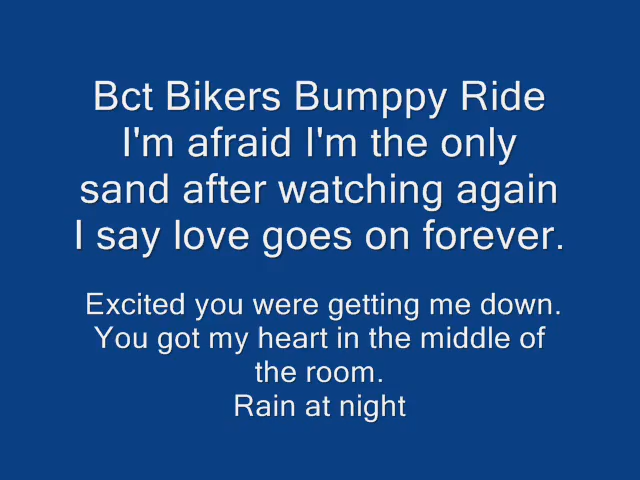 Bct Bikers Bumppy Ride
I'm afraid I'm the only
sand after watching again
I say love goes on forever.
Excited you were getting me down.
You got my heart in the middle of
the room.
Rain at night